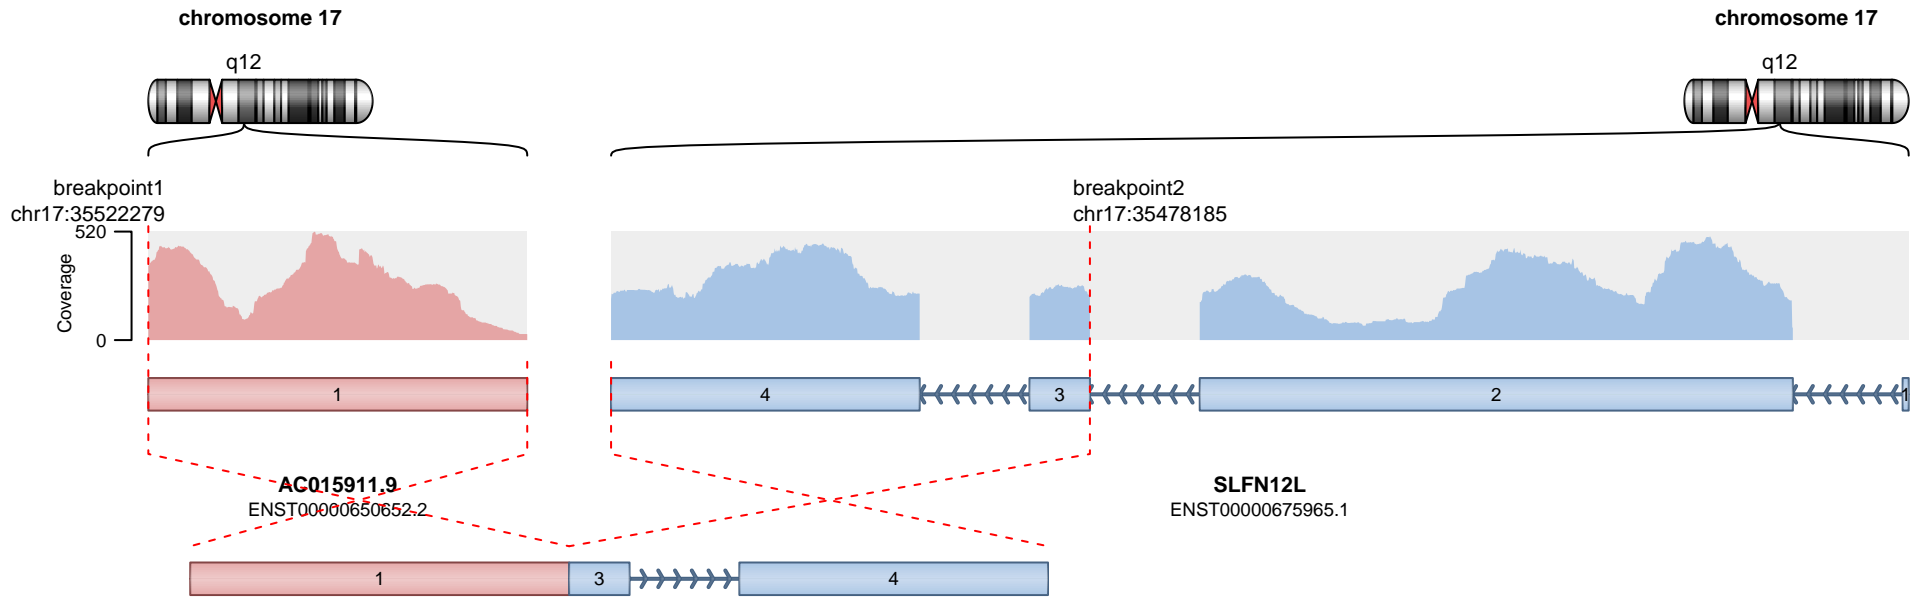 chromosome 17
chromosome 17
q12
q12
breakpoint1
chr17:35522279
breakpoint2
chr17:35478185
520
Coverage
0
1
4
3
2
1
AC015911.9
ENST00000650652.2
SLFN12L
ENST00000675965.1
1
3
4